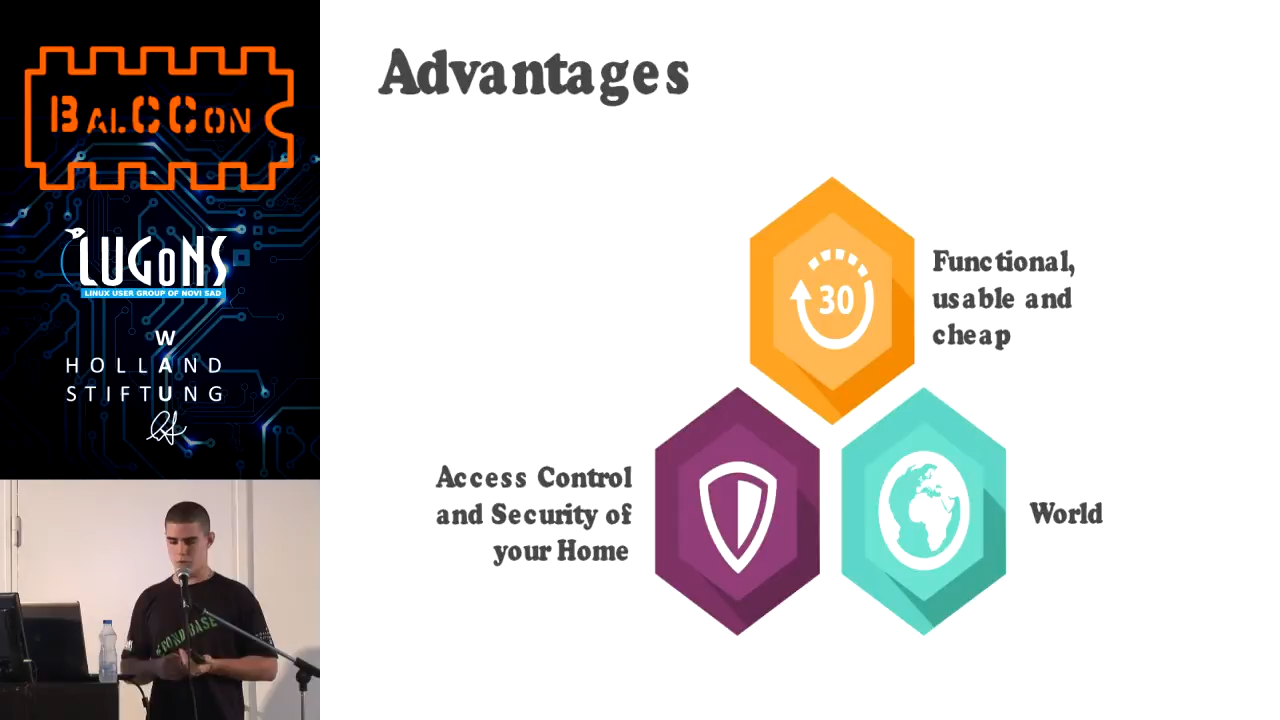 BALCCON
LUGONS
LINUX USER GROUP OF NOVI SAD
WAU
HOLLAND
STIFTUNG
Advantages
30
Functional,
usable and
cheap
Access Control
and Security of
your Home
World